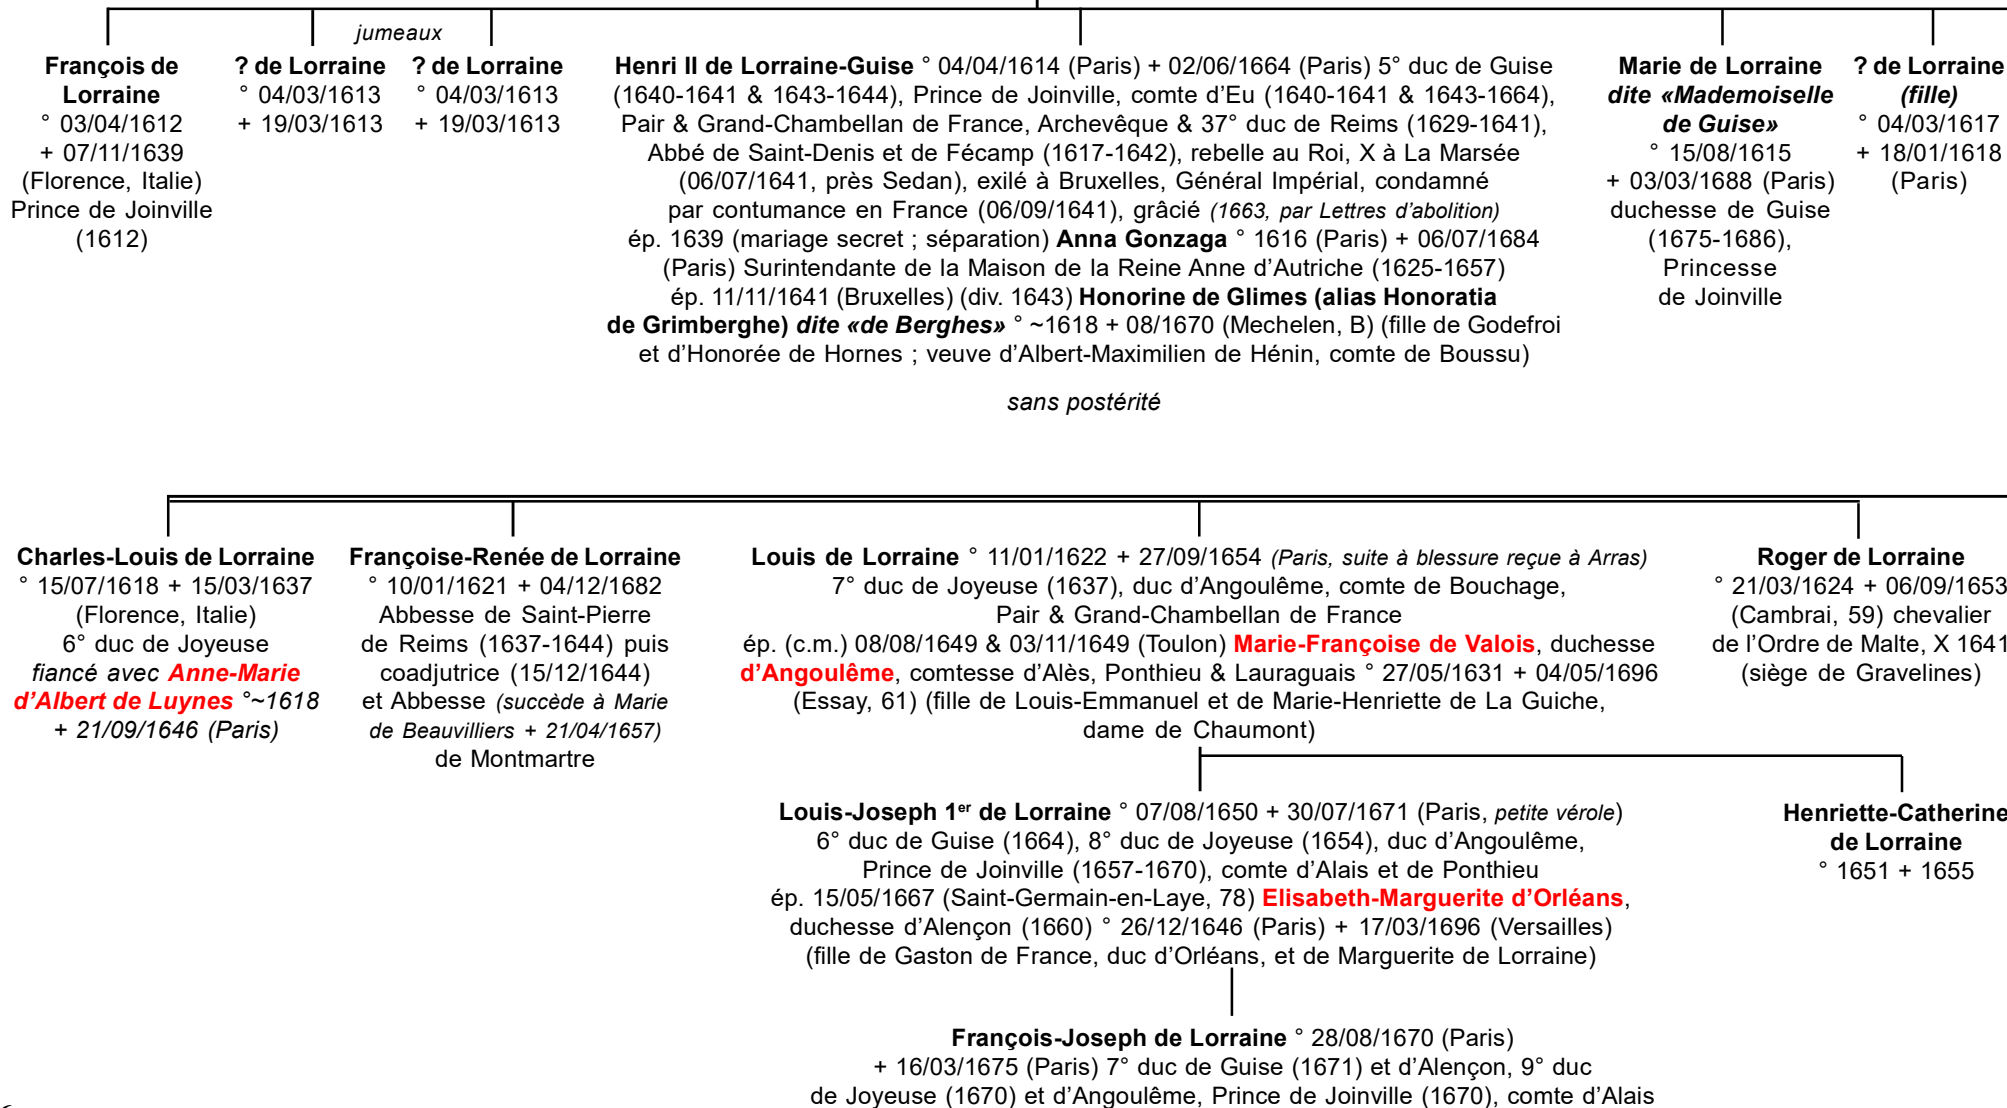 jumeaux
François de
Lorraine
° 03/04/1612
+ 07/11/1639
(Florence, Italie)
Prince de Joinville
(1612)
? de Lorraine
° 04/03/1613
+ 19/03/1613
? de Lorraine
° 04/03/1613
+ 19/03/1613
Henri II de Lorraine-Guise ° 04/04/1614 (Paris) + 02/06/1664 (Paris) 5° duc de Guise
(1640-1641 & 1643-1644), Prince de Joinville, comte d'Eu (1640-1641 & 1643-1664),
Pair & Grand-Chambellan de France, Archevêque & 37° duc de Reims (1629-1641),
Abbé de Saint-Denis et de Fécamp (1617-1642), rebelle au Roi, X à La Marsée
(06/07/1641, près Sedan), exilé à Bruxelles, Général Impérial, condamné
par contumance en France (06/09/1641), grâcié (1663, par Lettres d'abolition)
ép. 1639 (mariage secret ; séparation) Anna Gonzaga ° 1616 (Paris) + 06/07/1684
(Paris) Surintendante de la Maison de la Reine Anne d'Autriche (1625-1657)
ép. 11/11/1641 (Bruxelles) (div. 1643) Honorine de Glimes (alias Honoratia
de Grimberghe) dite «de Berghes» ° ~1618 + 08/1670 (Mechelen, B) (fille de Godefroi
et d'Honorée de Hornes ; veuve d'Albert-Maximilien de Hénin, comte de Boussu)
sans postérité
Marie de Lorraine
dite «Mademoiselle
de Guise»
° 15/08/1615
+ 03/03/1688 (Paris)
duchesse de Guise
(1675-1686),
Princesse
de Joinville
? de Lorraine
(fille)
° 04/03/1617
+ 18/01/1618
(Paris)
Charles-Louis de Lorraine
° 15/07/1618 + 15/03/1637
(Florence, Italie)
6° duc de Joyeuse
fiancé avec Anne-Marie
d'Albert de Luynes °~1618
+ 21/09/1646 (Paris)
Françoise-Renée de Lorraine
° 10/01/1621 + 04/12/1682
Abbesse de Saint-Pierre
de Reims (1637-1644) puis
coadjutrice (15/12/1644)
et Abbesse (succède à Marie
de Beauvilliers + 21/04/1657)
de Montmartre
Louis de Lorraine ° 11/01/1622 + 27/09/1654 (Paris, suite à blessure reçue à Arras)
7° duc de Joyeuse (1637), duc d'Angoulême, comte de Bouchage,
Pair & Grand-Chambellan de France
ép. (c.m.) 08/08/1649 & 03/11/1649 (Toulon) Marie-Françoise de Valois, duchesse
d'Angoulême, comtesse d'Alès, Ponthieu & Lauraguais ° 27/05/1631 + 04/05/1696
(Essay, 61) (fille de Louis-Emmanuel et de Marie-Henriette de La Guiche,
dame de Chaumont)
Roger de Lorraine
° 21/03/1624 + 06/09/1653
(Cambrai, 59) chevalier
de l'Ordre de Malte, X 1641
(siège de Gravelines)
Louis-Joseph 1er de Lorraine ° 07/08/1650 + 30/07/1671 (Paris, petite vérole)
6° duc de Guise (1664), 8° duc de Joyeuse (1654), duc d'Angoulême,
Prince de Joinville (1657-1670), comte d'Alais et de Ponthieu
ép. 15/05/1667 (Saint-Germain-en-Laye, 78) Elisabeth-Marguerite d'Orléans,
duchesse d'Alençon (1660) ° 26/12/1646 (Paris) + 17/03/1696 (Versailles)
(fille de Gaston de France, duc d'Orléans, et de Marguerite de Lorraine)
Henriette-Catherine
de Lorraine
° 1651 + 1655
François-Joseph de Lorraine ° 28/08/1670 (Paris)
+ 16/03/1675 (Paris) 7° duc de Guise (1671) et d'Alençon, 9° duc
de Joyeuse (1670) et d'Angoulême, Prince de Joinville (1670), comte d'Alais